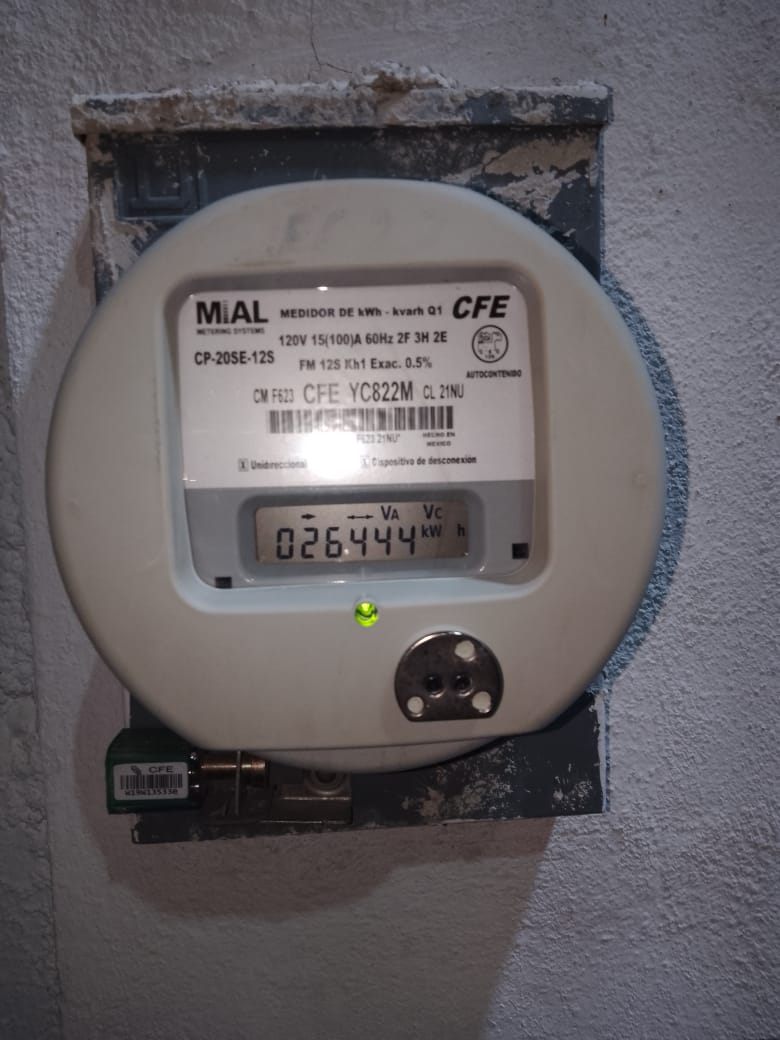 MIAL
METERING SYSTEMS
MEDIDOR DE kWh - kvarh Q1
CFE
120V 15(100)A 60Hz 2F 3H 2E
CP-20SE-12S
FM 12S Kh1 Exac. 0.5%
AUTOCONTENIDO
CM F623 CFE YC822M CL 21NU
F623 21NU*
HECHO EN
MEXICO
X Unidireccional
X Dispositivo de desconexión
VA VC
026444 kW h
CFE